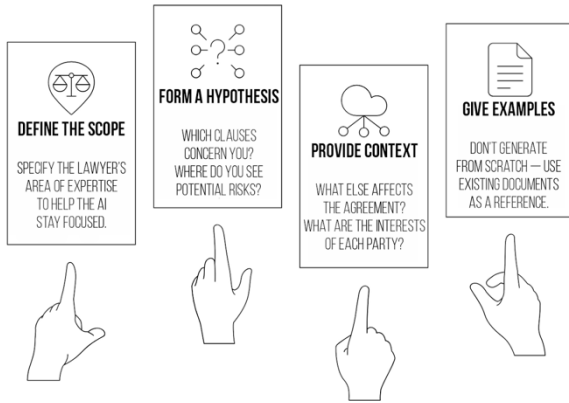 DEFINE THE SCOPE
SPECIFY THE LAWYER'S
AREA OF EXPERTISE
TO HELP THE AI
STAY FOCUSED.
FORM A HYPOTHESIS
WHICH CLAUSES
CONCERN YOU?
WHERE DO YOU SEE
POTENTIAL RISKS?
PROVIDE CONTEXT
WHAT ELSE AFFECTS
THE AGREEMENT?
WHAT ARE THE INTERESTS
OF EACH PARTY?
GIVE EXAMPLES
DON'T GENERATE
FROM SCRATCH — USE
EXISTING DOCUMENTS
AS A REFERENCE.